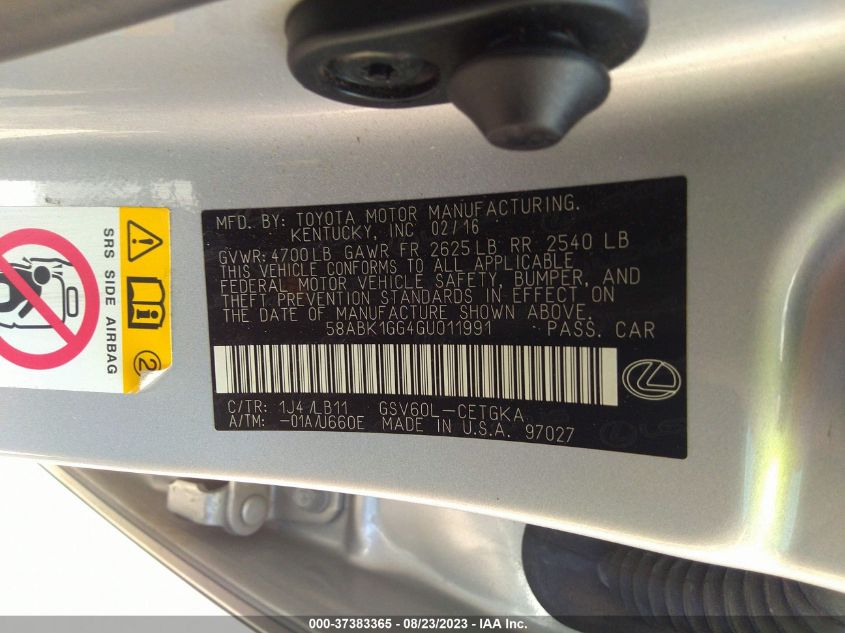 MFD. BY: TOYOTA MOTOR MANUFACTURING.
KENTUCKY, INC 02/16
GVWR: 4700LB GAWR FR 2625LB RR 2540 LB
THIS VEHICLE CONFORMS TO ALL APPLICABLE
FEDERAL MOTOR VEHICLE SAFETY, BUMPER, AND
THEFT PREVENTION STANDARDS IN EFFECT ON
THE DATE OF MANUFACTURE SHOWN ABOVE.
58ABK1GG4GU011991 PASS. CAR
C/TR: 1J4 /LB11 GSV60L-CETGKA
A/TM: -01A/U660E MADE IN U.S.A. 97027
SRS SIDE AIRBAG
2
000-37383365 - 08/23/2023 - IAA Inc.